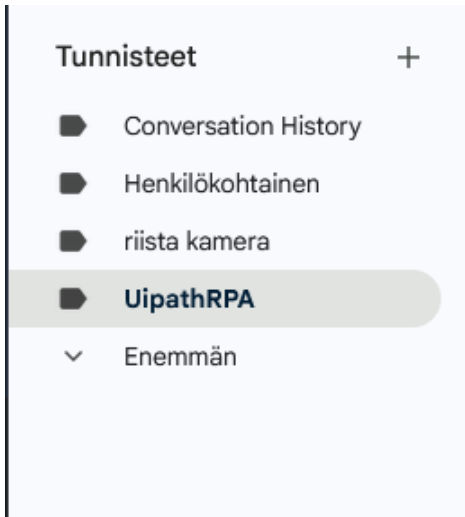 Tunnisteet
Conversation History
Henkilökohtainen
riista kamera
UipathRPA
Enemmän